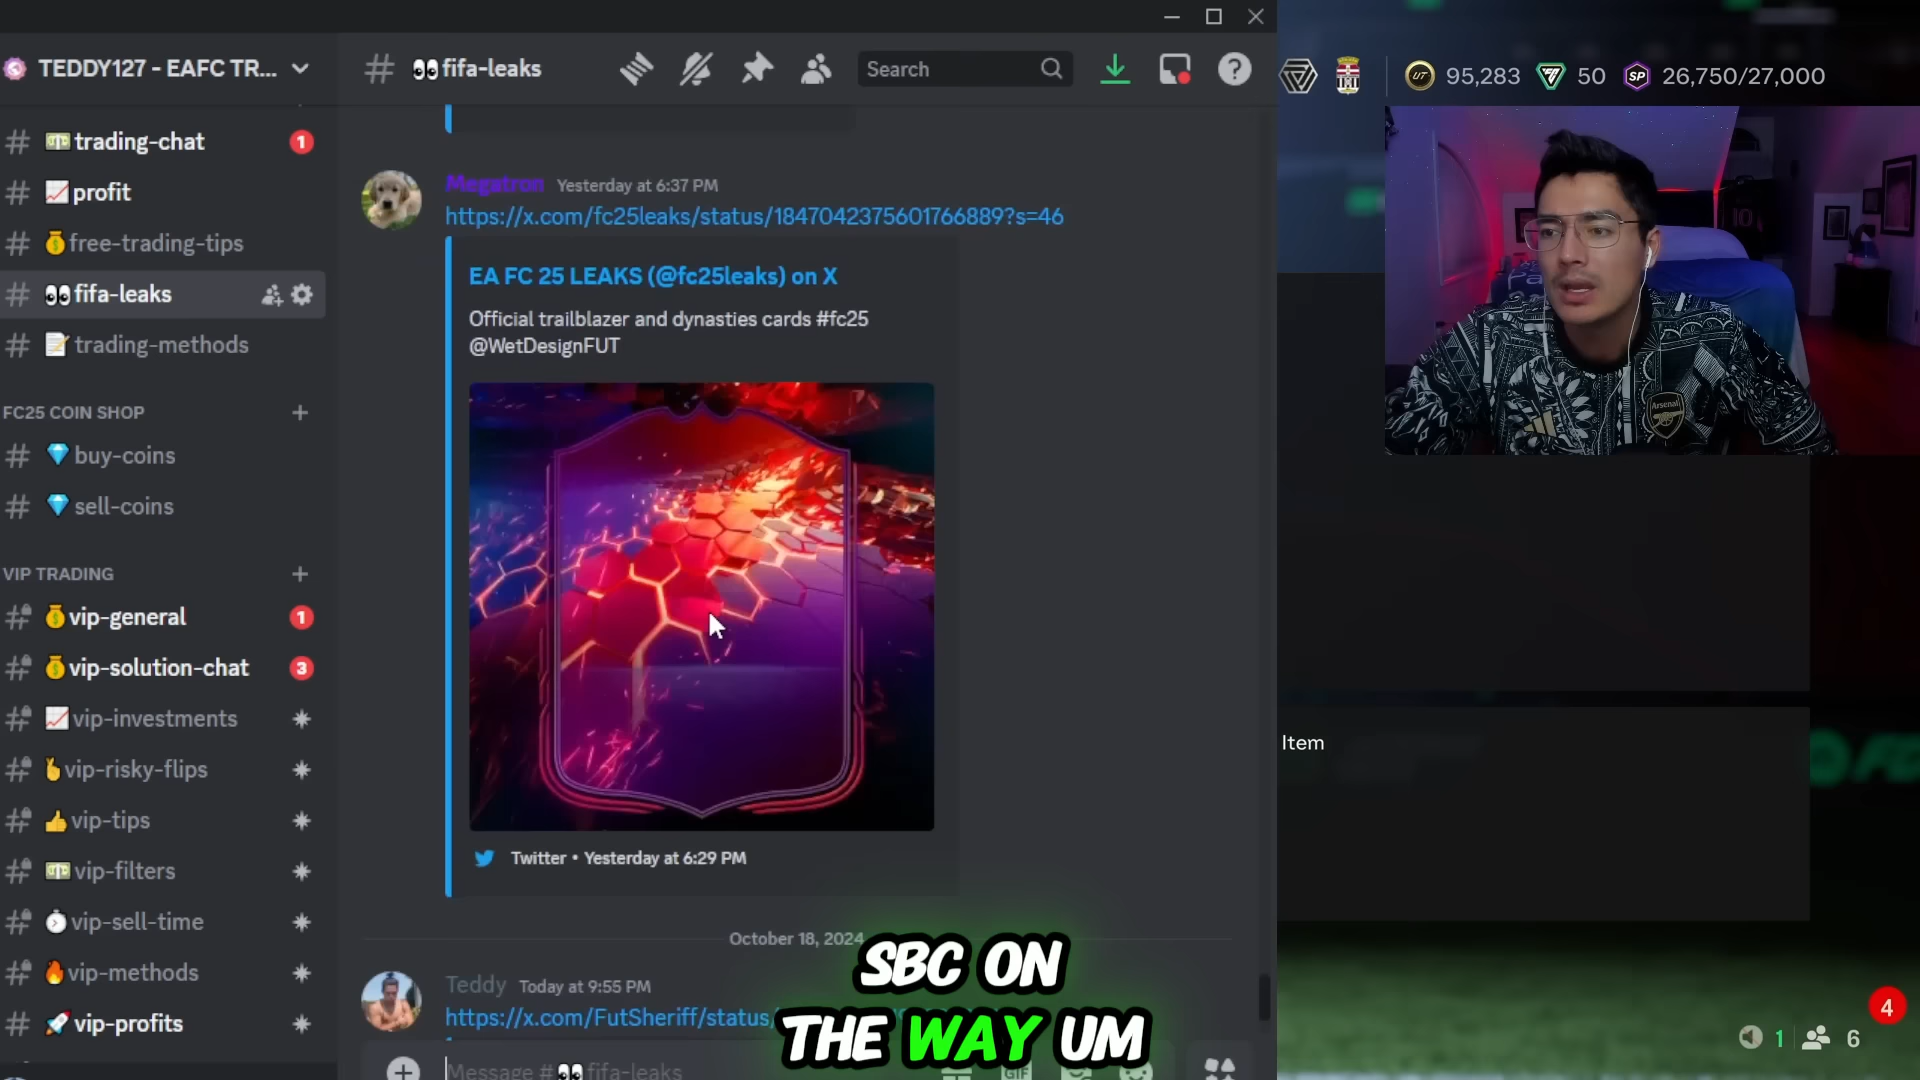 TEDDY127 - EAFC TR...
trading-chat
1
profit
free-trading-tips
fifa-leaks
trading-methods
FC25 COIN SHOP
buy-coins
sell-coins
VIP TRADING
vip-general
1
vip-solution-chat
3
vip-investments
vip-risky-flips
vip-tips
vip-filters
vip-sell-time
vip-methods
vip-profits
fifa-leaks
Search
Megatron Yesterday at 6:37 PM
https://x.com/fc25leaks/status/1847042375601766889?s=46
EA FC 25 LEAKS (@fc25leaks) on X
Official trailblazer and dynasties cards #fc25
@WetDesignFUT
Twitter • Yesterday at 6:29 PM
October 18, 2024
Teddy Today at 9:55 PM
https://x.com/FutSheriff/status/
Message # fifa-leaks
GIF
SBC ON
THE WAY UM
UT 95,283 50 SP 26,750/27,000
10
Arsenal
Item
4
1 6